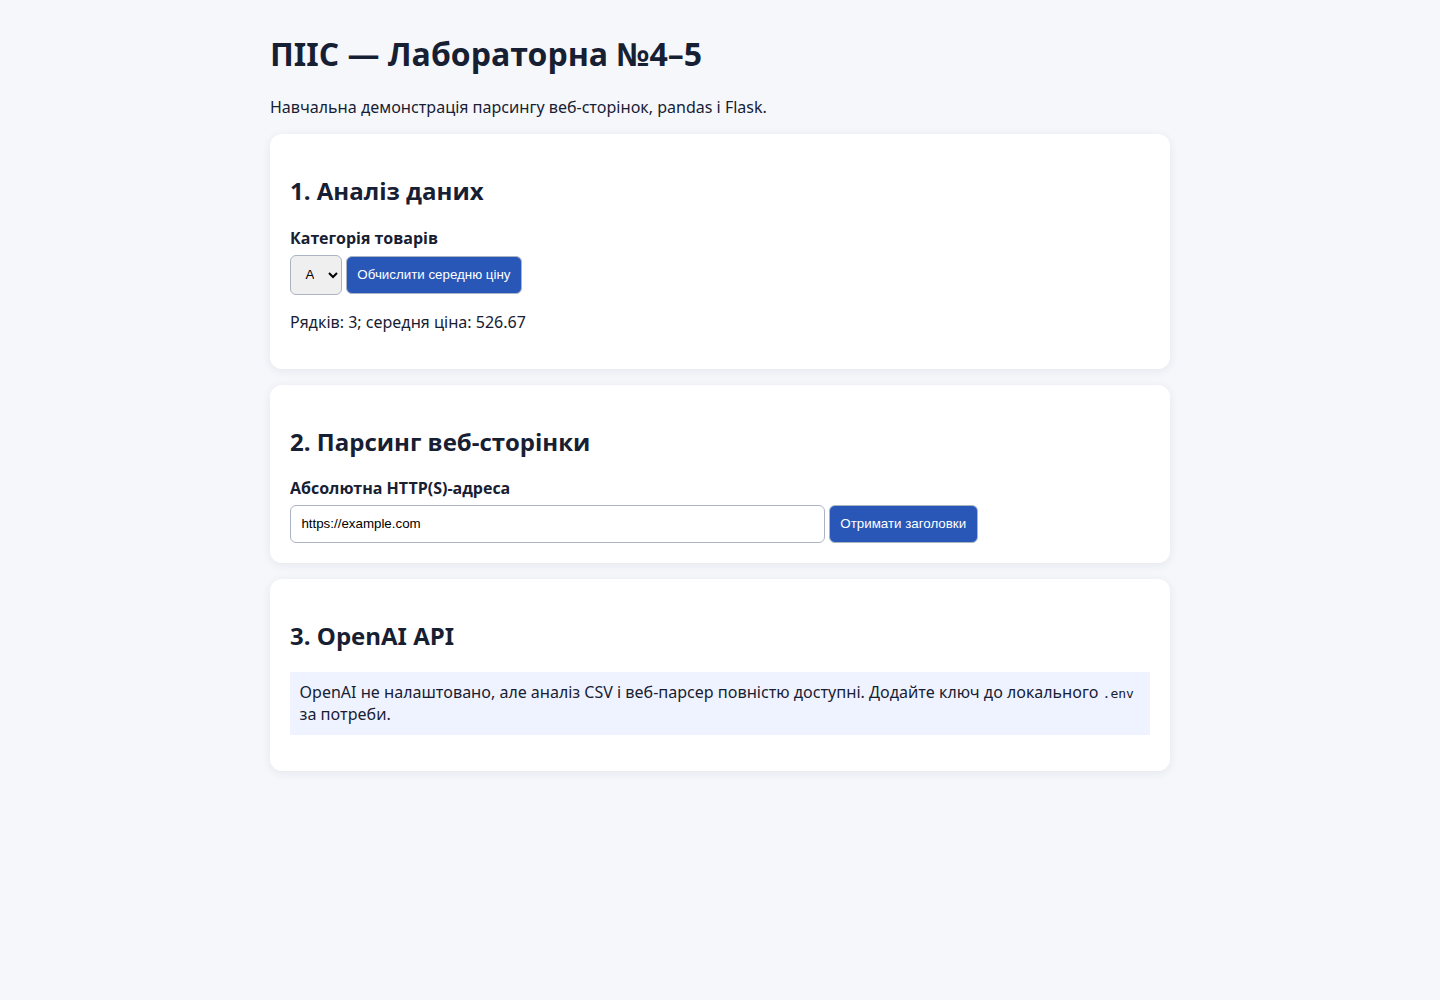 ПІІС — Лабораторна №4–5
Навчальна демонстрація парсингу веб-сторінок, pandas і Flask.
1. Аналіз даних
Категорія товарів
A
Обчислити середню ціну
Рядків: 3; середня ціна: 526.67
2. Парсинг веб-сторінки
Абсолютна HTTP(S)-адреса
https://example.com
Отримати заголовки
3. OpenAI API
OpenAI не налаштовано, але аналіз CSV і веб-парсер повністю доступні. Додайте ключ до локального .env
за потреби.